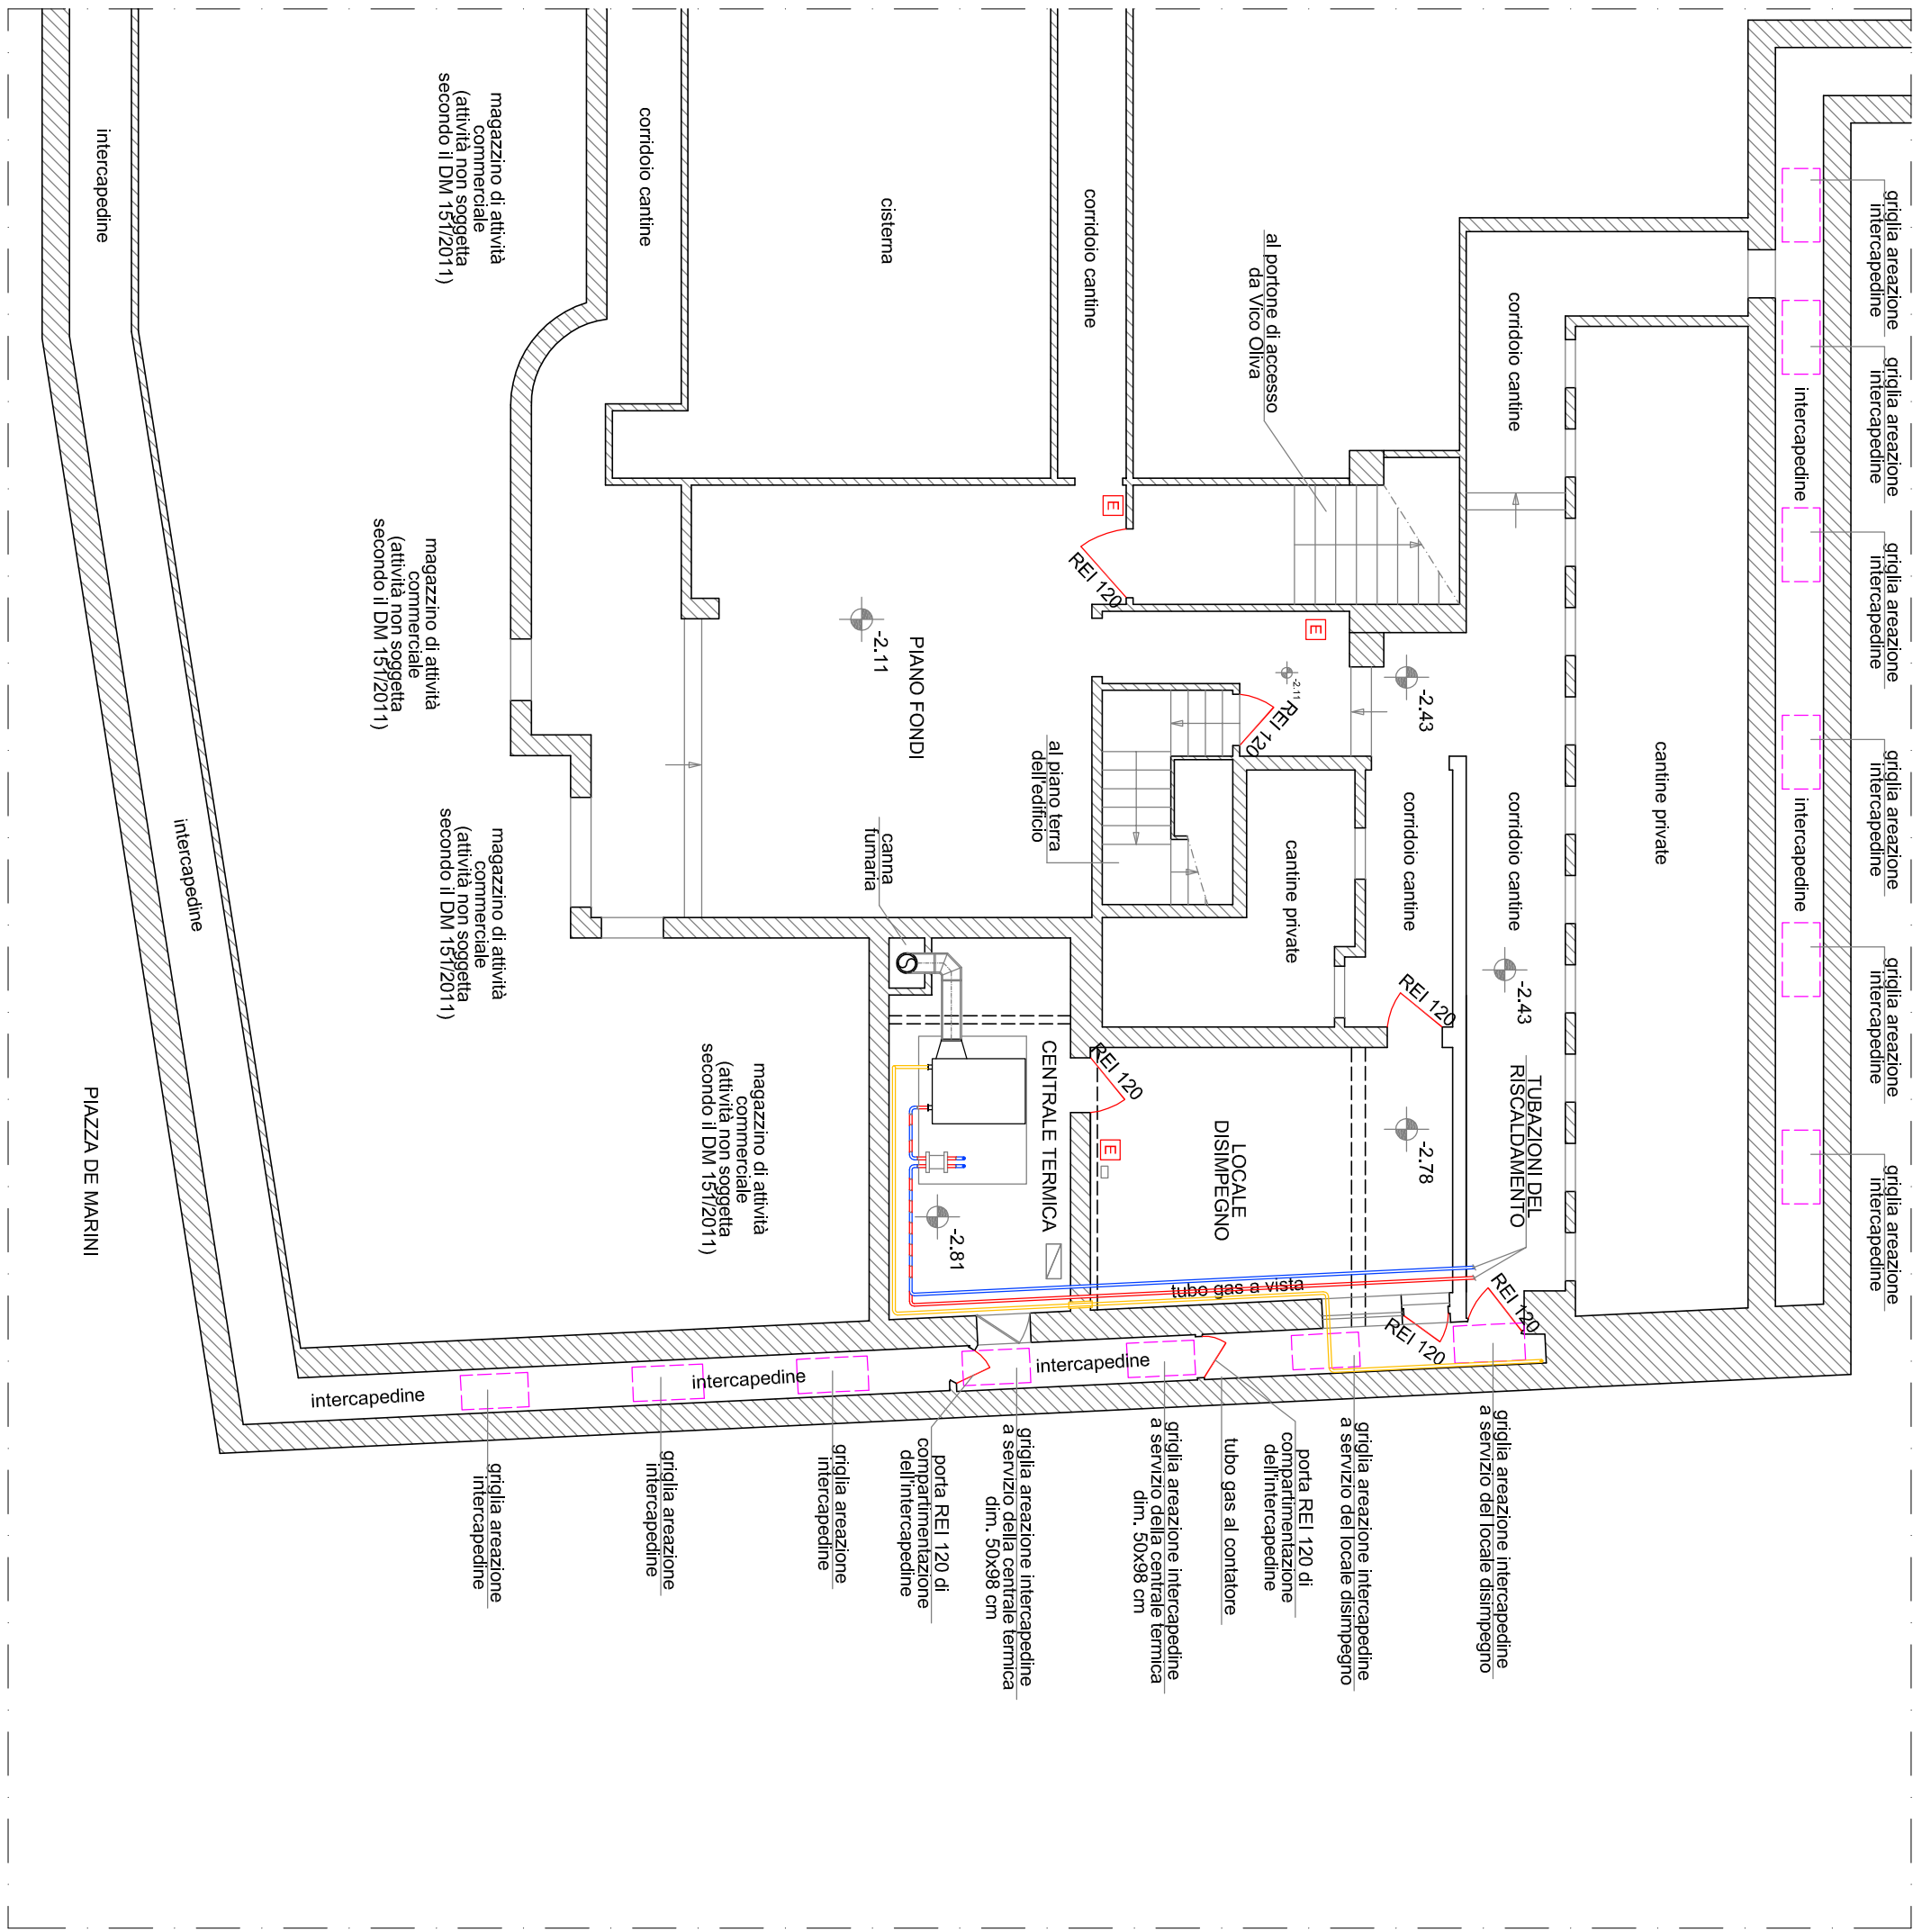 griglia areazione
intercapedine
griglia areazione
intercapedine
griglia areazione
intercapedine
griglia areazione
intercapedine
griglia areazione
intercapedine
griglia areazione
intercapedine
intercapedine
intercapedine
cantine private
corridoio cantine
corridoio cantine
-2.43
TUBAZIONI DEL
RISCALDAMENTO
REI 120
-2.43
corridoio cantine
REI 120
-2.78
REI 120
al portone di accesso
da Vico Oliva
E
-2.11
REI 120
cantine private
LOCALE
DISIMPEGNO
tubo gas a vista
corridoio cantine
E
REI 120
al piano terra
dell'edificio
REI 120
E
CENTRALE TERMICA
-2.81
cisterna
-2.11
PIANO FONDI
canna
fumaria
corridoio cantine
magazzino di attività
commerciale
(attività non soggetta
secondo il DM 151/2011)
magazzino di attività
commerciale
(attività non soggetta
secondo il DM 151/2011)
magazzino di attività
commerciale
(attività non soggetta
secondo il DM 151/2011)
magazzino di attività
commerciale
(attività non soggetta
secondo il DM 151/2011)
intercapedine
intercapedine
PIAZZA DE MARINI
intercapedine
intercapedine
intercapedine
griglia areazione intercapedine
a servizio del locale disimpegno
griglia areazione intercapedine
a servizio del locale disimpegno
porta REI 120 di
compartimentazione
dell'intercapedine
tubo gas al contatore
griglia areazione intercapedine
a servizio della centrale termica
dim. 50x98 cm
griglia areazione intercapedine
a servizio della centrale termica
dim. 50x98 cm
porta REI 120 di
compartimentazione
dell'intercapedine
griglia areazione
intercapedine
griglia areazione
intercapedine
griglia areazione
intercapedine